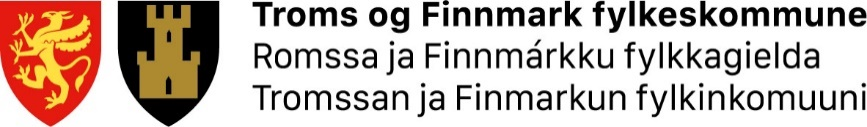 Troms og Finnmark fylkeskommune
Romssa ja Finnmárkku fylkkagielda
Tromssan ja Finmarkun fylkinkomuuni